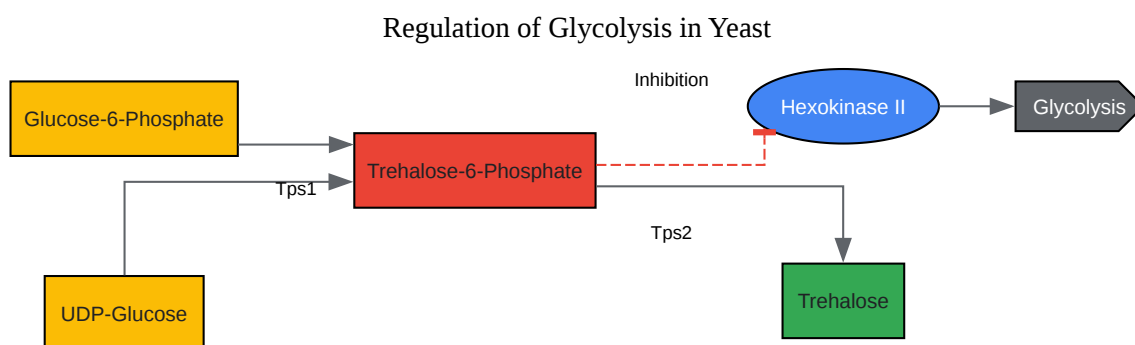 Regulation of Glycolysis in Yeast
Inhibition
Glucose-6-Phosphate
Hexokinase II
Glycolysis
Trehalose-6-Phosphate
Tps1
Tps2
UDP-Glucose
Trehalose